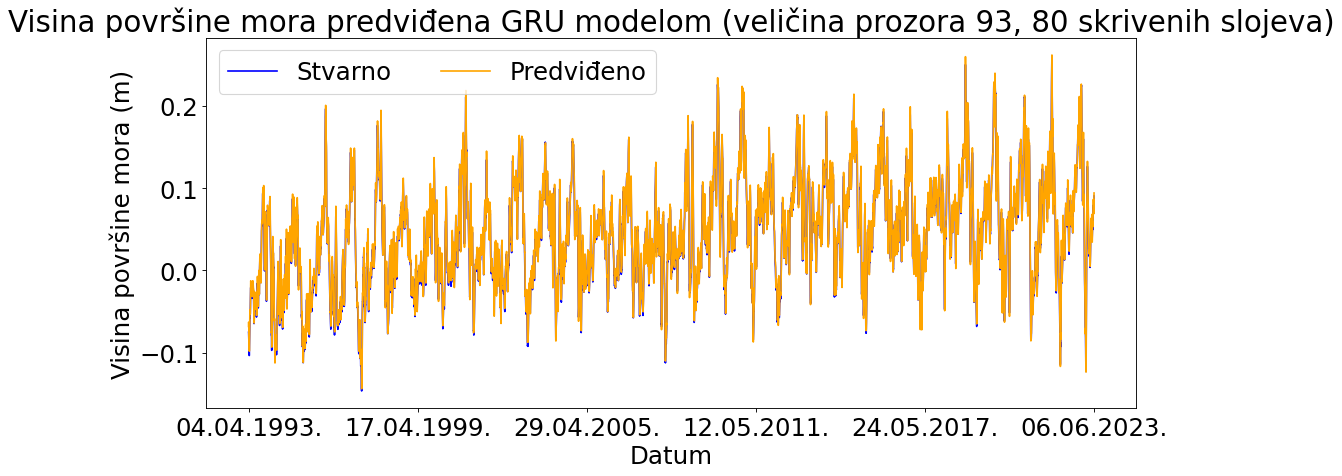 Visina površine mora predviđena GRU modelom (veličina prozora 93, 80 skrivenih slojeva)
Stvarno
Predviđeno
Visina površine mora (m)
0.2
0.1
0.0
−0.1
04.04.1993.
17.04.1999.
29.04.2005.
12.05.2011.
24.05.2017.
06.06.2023.
Datum